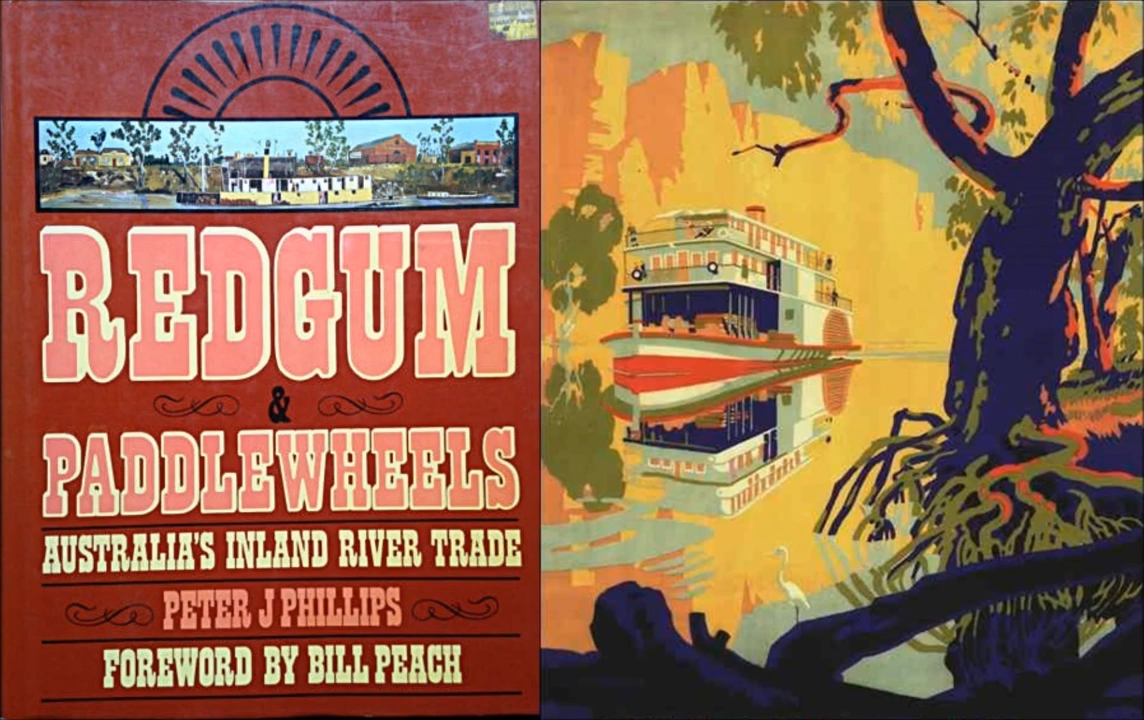 REDGUM
&
PADDLEWHEELS
AUSTRALIA'S INLAND RIVER TRADE
PETER J PHILLIPS
FOREWORD BY BILL PEACH